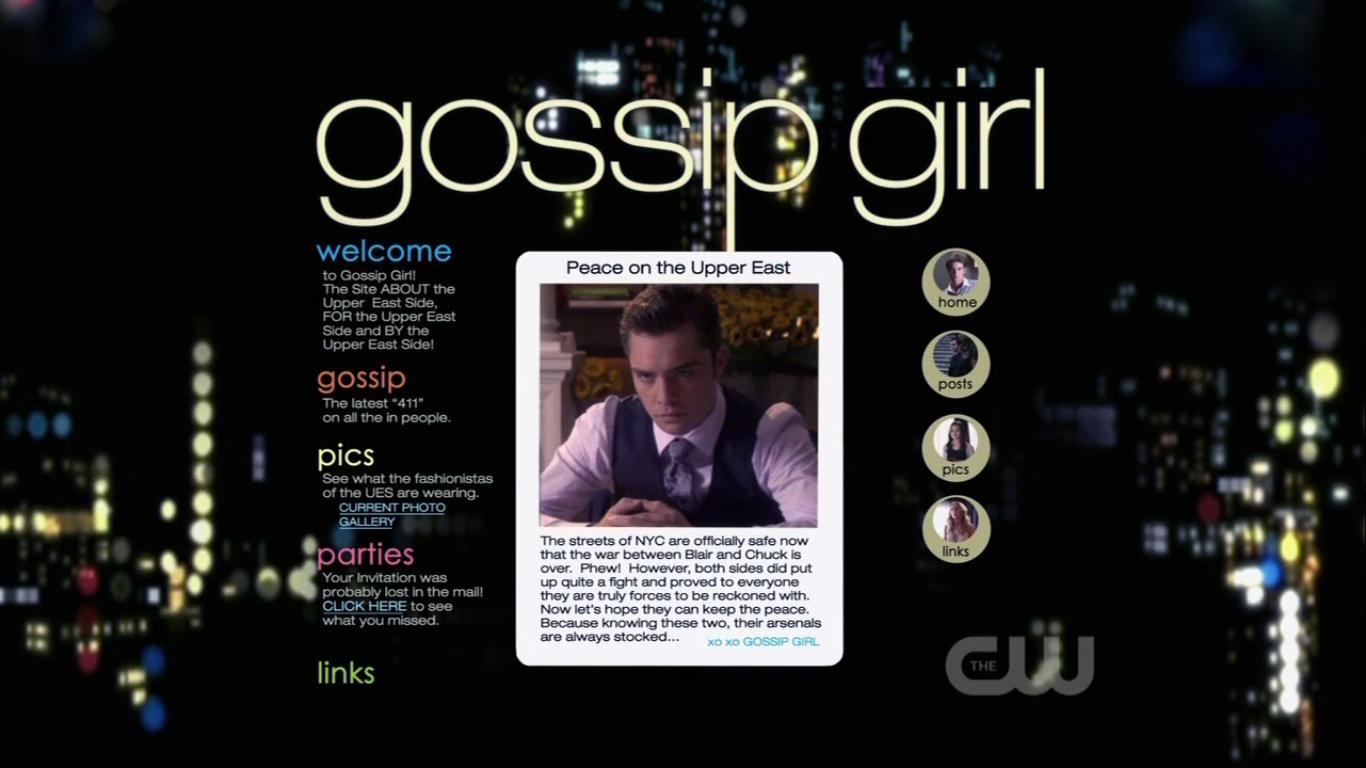 gossip girl
welcome
to Gossip Girl!
The Site ABOUT the
Upper East Side,
FOR the Upper East
Side and BY the
Upper East Side!
gossip
The latest "411"
on all the in people.
pics
See what the fashionistas
of the UES are wearing.
CURRENT PHOTO
GALLERY
parties
Your Invitation was
probably lost in the mail!
CLICK HERE to see
what you missed.
links
Peace on the Upper East
The streets of NYC are officially safe now
that the war between Blair and Chuck is
over. Phew! However, both sides did put
up quite a fight and proved to everyone
they are truly forces to be reckoned with.
Now let's hope they can keep the peace.
Because knowing these two, their arsenals
are always stocked...
xo xo GOSSIP GIRL
home
posts
pics
links
THE CW